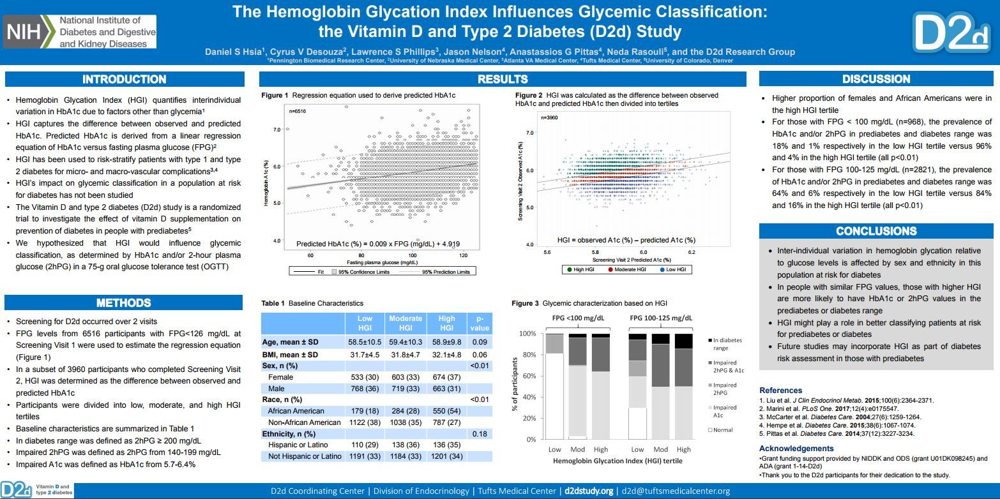 The Hemoglobin Glycation Index Influences Glycemic Classification:
the Vitamin D and Type 2 Diabetes (D2d) Study
Daniel S Hsia¹, Cyrus V Desouza², Lawrence S Phillips³, Jason Nelson⁴, Anastassios G Pittas⁴, Neda Rasouli⁵, and the D2d Research Group
¹Pennington Biomedical Research Center, ²University of Nebraska Medical Center, ³Atlanta VA Medical Center, ⁴Tufts Medical Center, ⁵University of Colorado, Denver
NIH
National Institute of
Diabetes and Digestive
and Kidney Diseases
D2d
INTRODUCTION
• Hemoglobin Glycation Index (HGI) quantifies interindividual
variation in HbA1c due to factors other than glycemia¹
• HGI captures the difference between observed and predicted
HbA1c. Predicted HbA1c is derived from a linear regression
equation of HbA1c versus fasting plasma glucose (FPG)²
• HGI has been used to risk-stratify patients with type 1 and type
2 diabetes for micro- and macro-vascular complications³,⁴
• HGI's impact on glycemic classification in a population at risk
for diabetes has not been studied
• The Vitamin D and type 2 diabetes (D2d) study is a randomized
trial to investigate the effect of vitamin D supplementation on
prevention of diabetes in people with prediabetes⁵
• We hypothesized that HGI would influence glycemic
classification, as determined by HbA1c and/or 2-hour plasma
glucose (2hPG) in a 75-g oral glucose tolerance test (OGTT)
METHODS
• Screening for D2d occurred over 2 visits
• FPG levels from 6516 participants with FPG<126 mg/dL at
Screening Visit 1 were used to estimate the regression equation
(Figure 1)
• In a subset of 3960 participants who completed Screening Visit
2, HGI was determined as the difference between observed and
predicted HbA1c
• Participants were divided into low, moderate, and high HGI
tertiles
• Baseline characteristics are summarized in Table 1
• In diabetes range was defined as 2hPG ≥ 200 mg/dL
• Impaired 2hPG was defined as 2hPG from 140-199 mg/dL
• Impaired A1c was defined as HbA1c from 5.7-6.4%
RESULTS
Figure 1 Regression equation used to derive predicted HbA1c
n=6516
Hemoglobin A1c (%)
7.0
6.0
5.0
4.0
Predicted HbA1c (%) = 0.009 x FPG (mg/dL) + 4.919
60 80 100 120
Fasting plasma glucose (mg/dL)
Fit 95% Confidence Limits 95% Prediction Limits
Figure 2 HGI was calculated as the difference between observed
HbA1c and predicted HbA1c then divided into tertiles
n=3960
Screening Visit 2 Observed A1c (%)
7.0
6.0
5.0
4.0
HGI = observed A1c (%) – predicted A1c (%)
5.6 5.8 6.0 6.2
Screening Visit 2 Predicted A1c (%)
High HGI Moderate HGI Low HGI
Table 1 Baseline Characteristics
Low HGI Moderate HGI High HGI p-value
Age, mean ± SD 58.5±10.5 59.4±10.3 58.9±9.8 0.09
BMI, mean ± SD 31.7±4.5 31.8±4.7 32.1±4.8 0.06
Sex, n (%) <0.01
Female 533 (30) 603 (33) 674 (37)
Male 768 (36) 719 (33) 663 (31)
Race, n (%) <0.01
African American 179 (18) 284 (28) 550 (54)
Non-African American 1122 (38) 1038 (35) 787 (27)
Ethnicity, n (%) 0.18
Hispanic or Latino 110 (29) 138 (36) 136 (35)
Not Hispanic or Latino 1191 (33) 1184 (33) 1201 (34)
Figure 3 Glycemic characterization based on HGI
FPG <100 mg/dL FPG 100-125 mg/dL
% of participants
100%
80%
60%
40%
20%
0%
Low Mod High Low Mod High
Hemoglobin Glycation Index (HGI) tertile
In diabetes
range
Impaired
2hPG & A1c
Impaired
2hPG
Impaired
A1c
Normal
DISCUSSION
• Higher proportion of females and African Americans were in
the high HGI tertile
• For those with FPG < 100 mg/dL (n=968), the prevalence of
HbA1c and/or 2hPG in prediabetes and diabetes range was
18% and 1% respectively in the low HGI tertile versus 96%
and 4% in the high HGI tertile (all p<0.01)
• For those with FPG 100-125 mg/dL (n=2821), the prevalence
of HbA1c and/or 2hPG in prediabetes and diabetes range was
64% and 6% respectively in the low HGI tertile versus 84%
and 16% in the high HGI tertile (all p<0.01)
CONCLUSIONS
• Inter-individual variation in hemoglobin glycation relative
to glucose levels is affected by sex and ethnicity in this
population at risk for diabetes
• In people with similar FPG values, those with higher HGI
are more likely to have HbA1c or 2hPG values in the
prediabetes or diabetes range
• HGI might play a role in better classifying patients at risk
for prediabetes or diabetes
• Future studies may incorporate HGI as part of diabetes
risk assessment in those with prediabetes
References
1. Liu et al. J Clin Endocrinol Metab. 2015;100(6):2364-2371.
2. Marini et al. PLoS One. 2017;12(4):e0175547.
3. McCarter et al. Diabetes Care. 2004;27(6):1259-1264.
4. Hempe et al. Diabetes Care. 2015;38(6):1067-1074.
5. Pittas et al. Diabetes Care. 2014;37(12):3227-3234.
Acknowledgements
•Grant funding support provided by NIDDK and ODS (grant U01DK098245) and
ADA (grant 1-14-D2d)
•Thank you to the D2d participants for their dedication to the study.
D2d Vitamin D and
type 2 diabetes
D2d Coordinating Center | Division of Endocrinology | Tufts Medical Center | d2dstudy.org | d2d@tuftsmedicalcenter.org